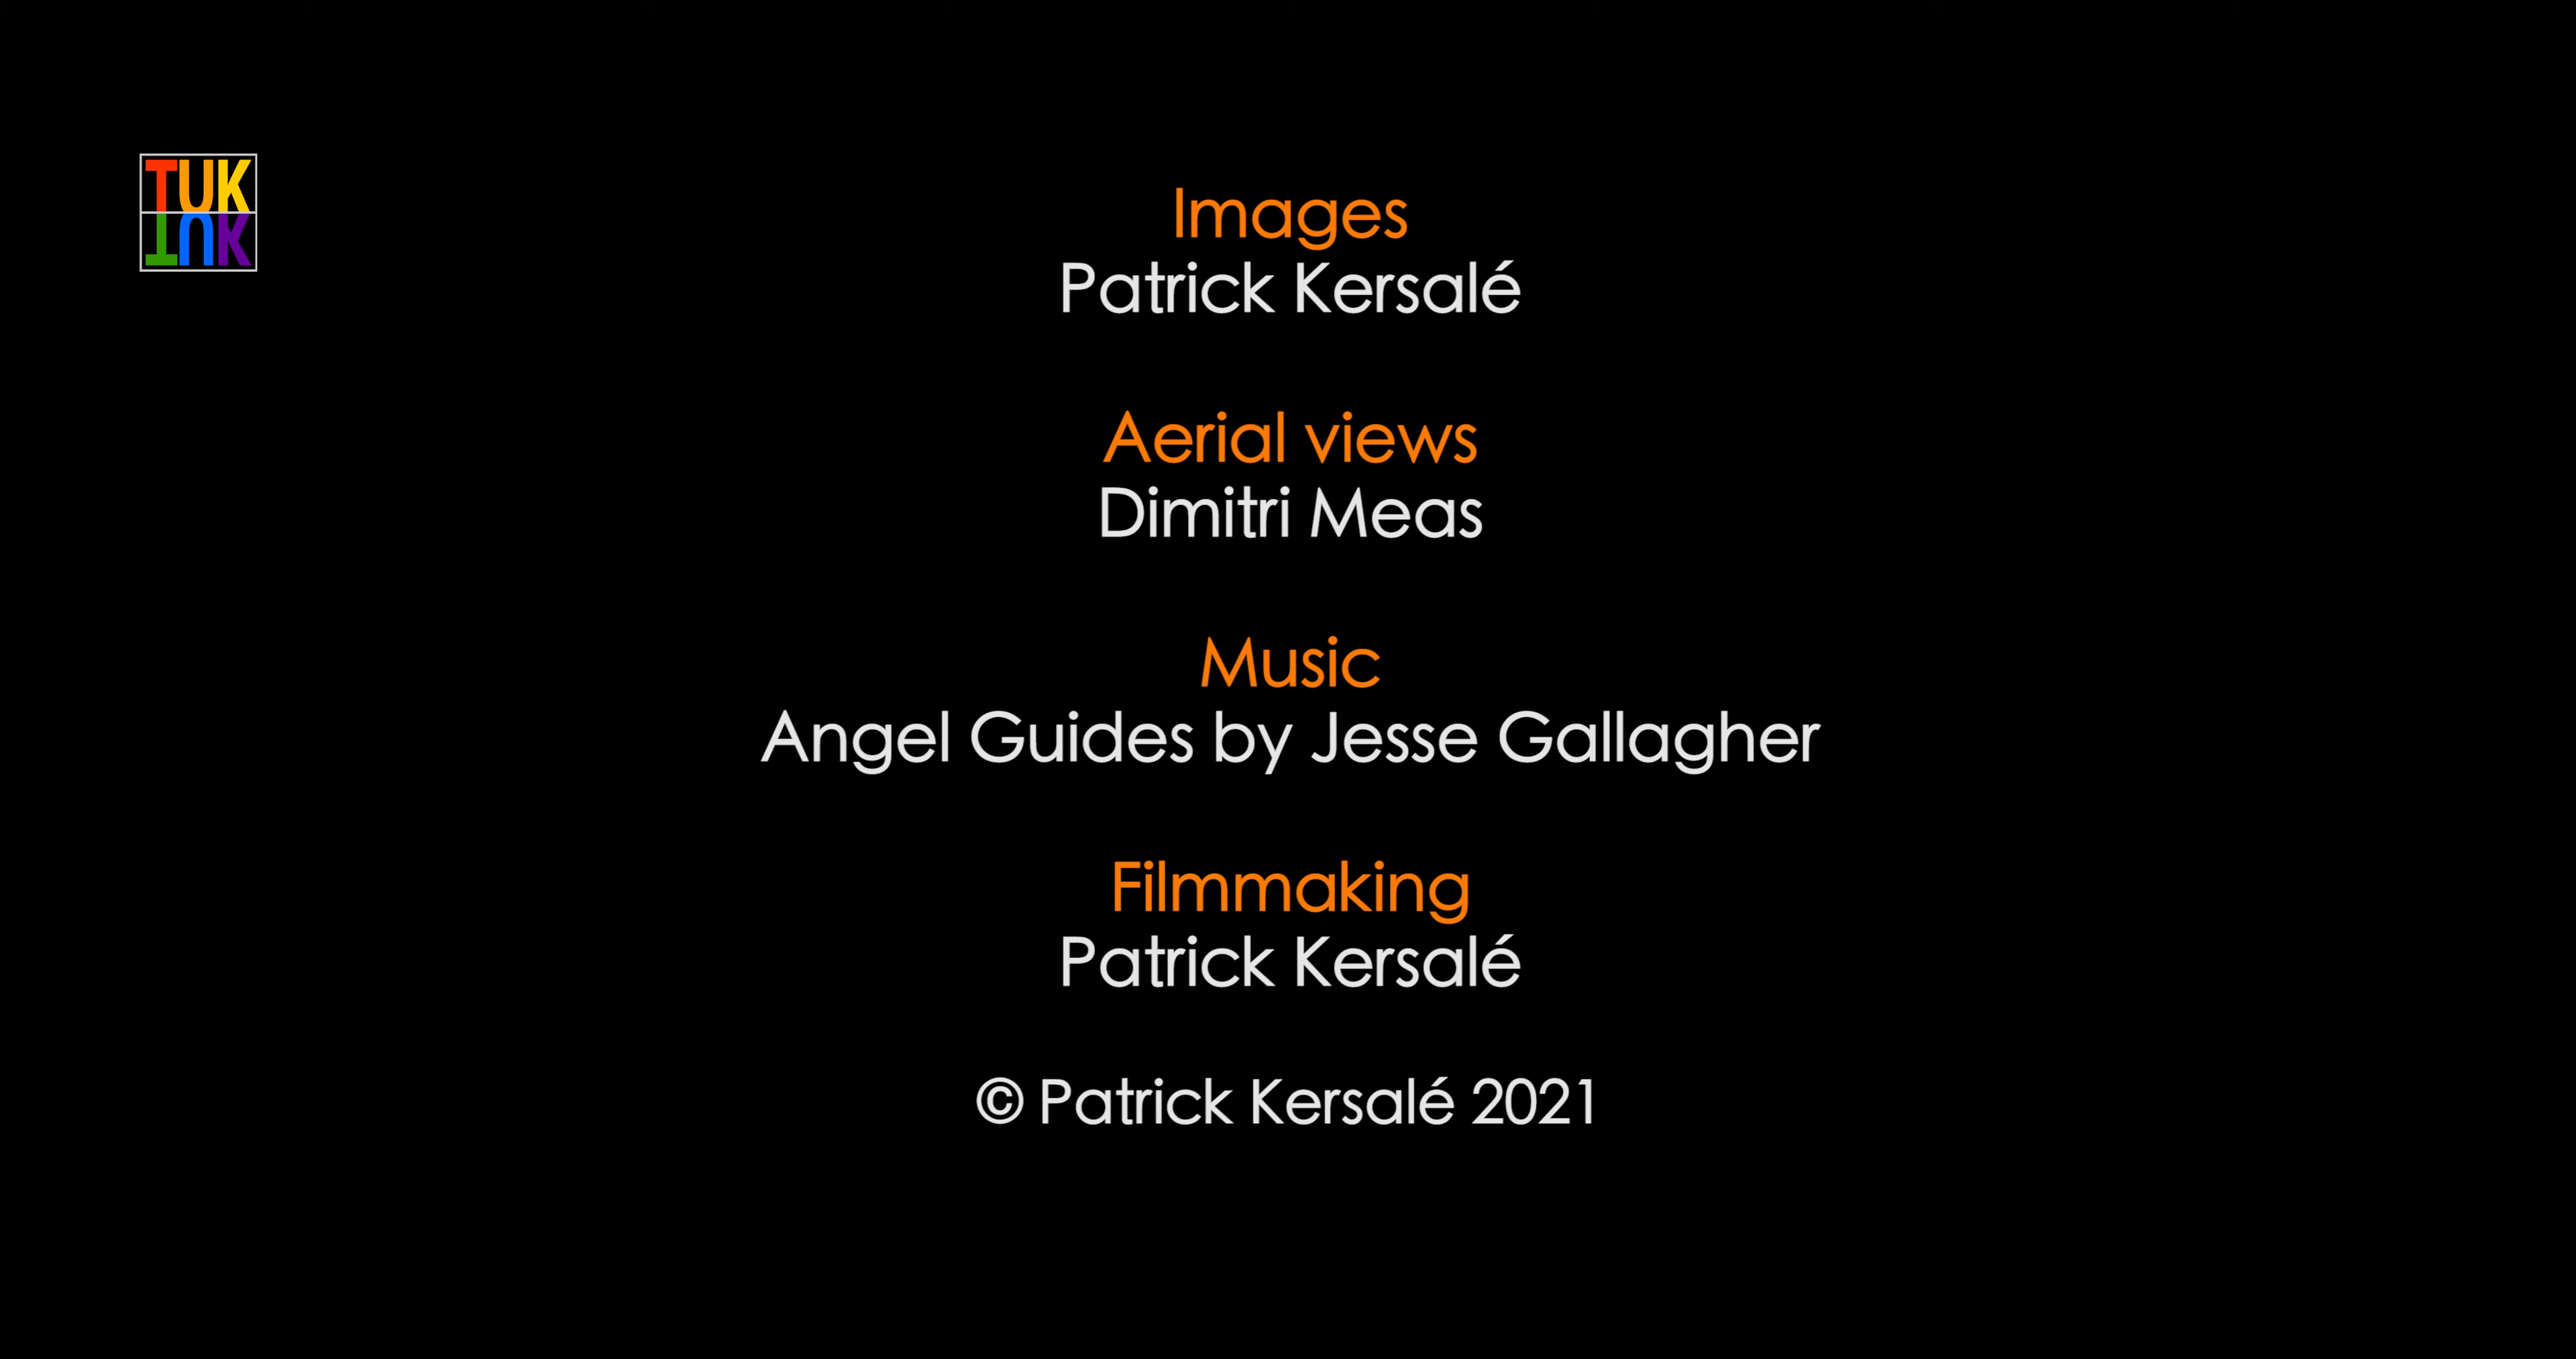 TUK
TUK
Images
Patrick Kersalé
Aerial views
Dimitri Meas
Music
Angel Guides by Jesse Gallagher
Filmmaking
Patrick Kersalé
© Patrick Kersalé 2021